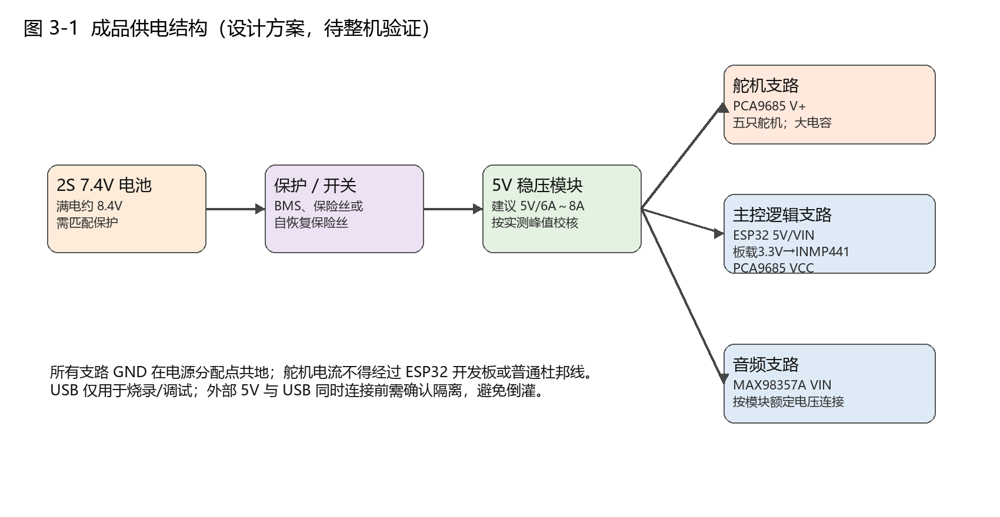 图 3-1 成品供电结构（设计方案，待整机验证）
2S 7.4V 电池
满电约 8.4V
需匹配保护
保护 / 开关
BMS、保险丝或
自恢复保险丝
5V 稳压模块
建议 5V/6A～8A
按实测峰值校核
舵机支路
PCA9685 V+
五只舵机；大电容
主控逻辑支路
ESP32 5V/VIN
板载3.3V→INMP441
PCA9685 VCC
音频支路
MAX98357A VIN
按模块额定电压连接
所有支路 GND 在电源分配点共地；舵机电流不得经过 ESP32 开发板或普通杜邦线。
USB 仅用于烧录/调试；外部 5V 与 USB 同时连接前需确认隔离，避免倒灌。